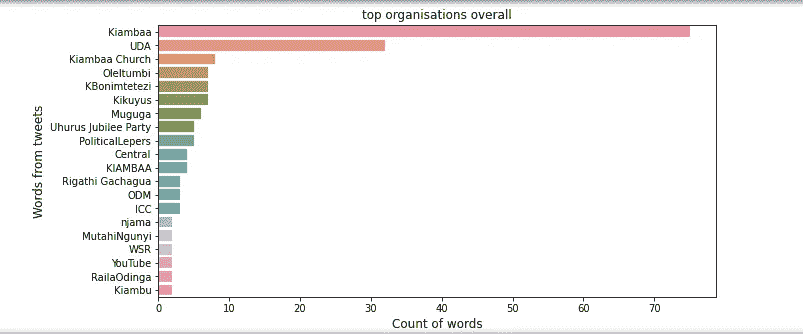 top organisations overall
Kiambaa
UDA
Kiambaa Church
Oleltumbi
KBonimtetezi
Kikuyus
Muguga
Uhurus Jubilee Party
PoliticalLepers
Central
KIAMBAA
Rigathi Gachagua
ODM
ICC
njama
MutahiNgunyi
WSR
YouTube
RailaOdinga
Kiambu
Words from tweets
0 10 20 30 40 50 60 70
Count of words